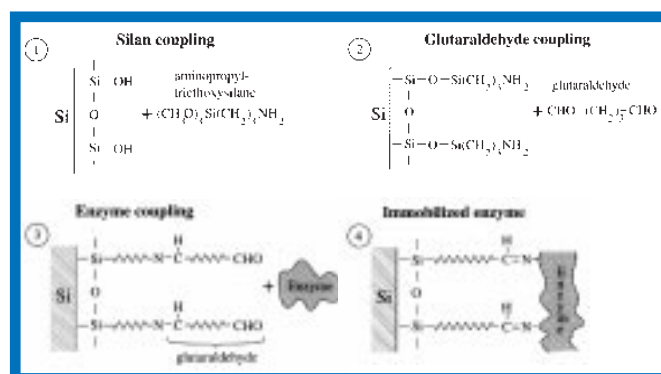 1
Silan coupling
Si
Si OH
aminopropyl-
triethoxysilane
O
+ (CH₃O)₃Si(CH₂)₃NH₂
Si OH
2
Glutaraldehyde coupling
Si
Si—O—Si(CH₂)₃NH₂
glutaraldehyde
O
+ CHO—(CH₂)₃—CHO
Si—O—Si(CH₂)₃NH₂
3
Enzyme coupling
H
Si N—C CHO
Si
O
+ Enzyme
H
Si N—C CHO
glutaraldehyde
4
Immobilized enzyme
H
Si C=N
Si
O
H
Si C=N